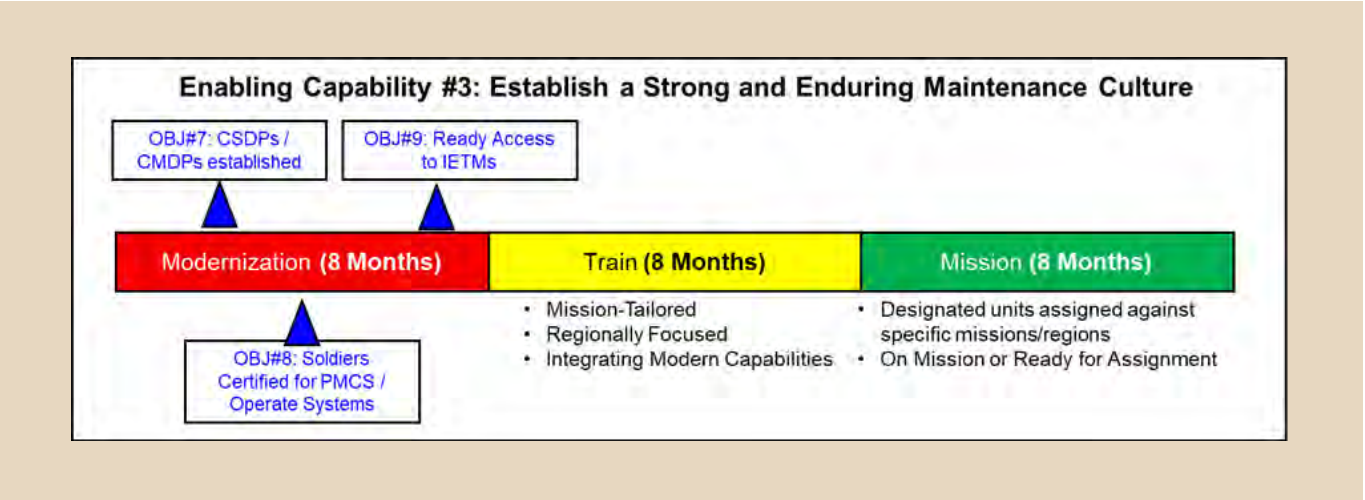 Enabling Capability #3: Establish a Strong and Enduring Maintenance Culture
OBJ#7: CSDPs /
CMDPs established
OBJ#9: Ready Access
to IETMs
Modernization (8 Months)
Train (8 Months)
Mission (8 Months)
OBJ#8: Soldiers
Certified for PMCS /
Operate Systems
• Mission-Tailored
• Regionally Focused
• Integrating Modern Capabilities
• Designated units assigned against
specific missions/regions
• On Mission or Ready for Assignment